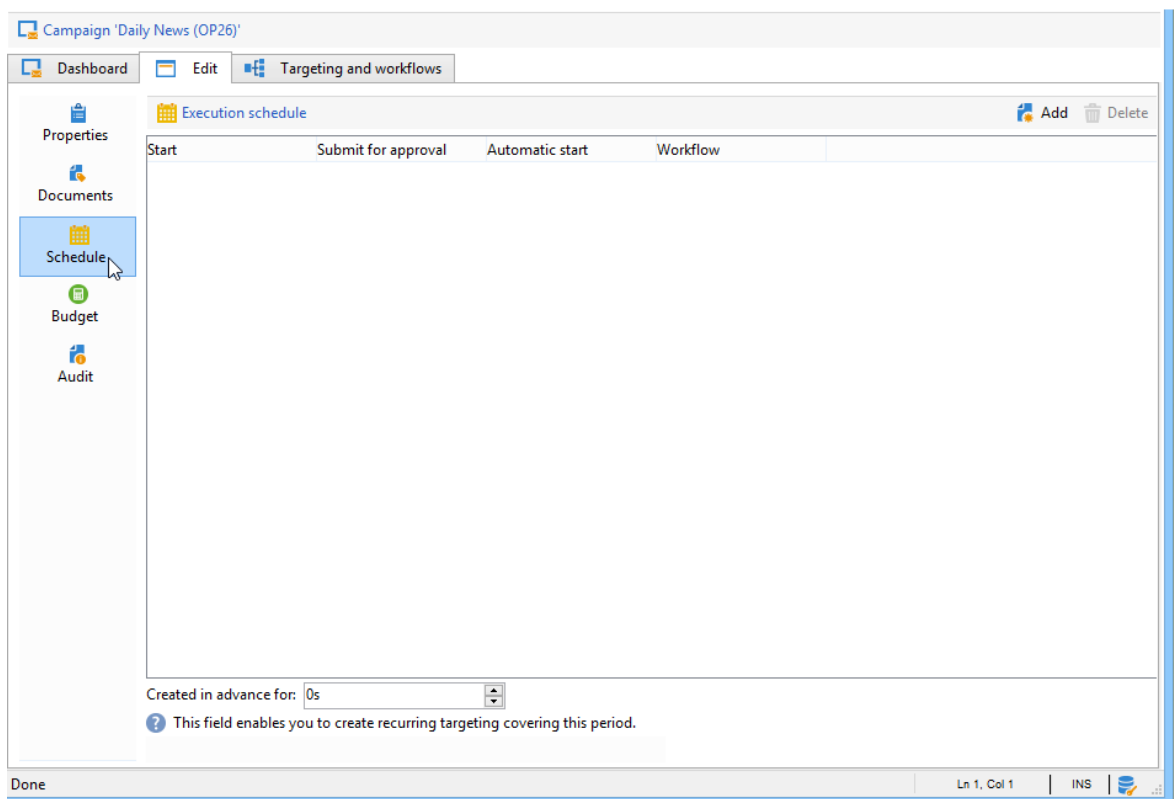 Campaign 'Daily News (OP26)'
Dashboard Edit Targeting and workflows
Properties
Documents
Schedule
Budget
Audit
Execution schedule Add Delete
Start Submit for approval Automatic start Workflow
Created in advance for: 0s
? This field enables you to create recurring targeting covering this period.
Done Ln 1, Col 1 INS